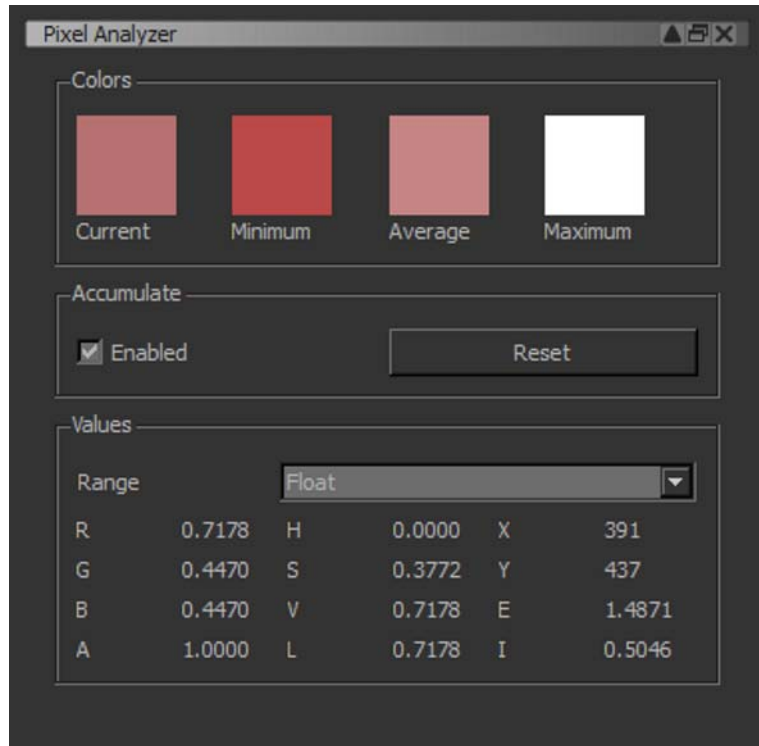 Pixel Analyzer
Colors
Current Minimum Average Maximum
Accumulate
Enabled Reset
Values
Range Float
R 0.7178 H 0.0000 X 391
G 0.4470 S 0.3772 Y 437
B 0.4470 V 0.7178 E 1.4871
A 1.0000 L 0.7178 I 0.5046